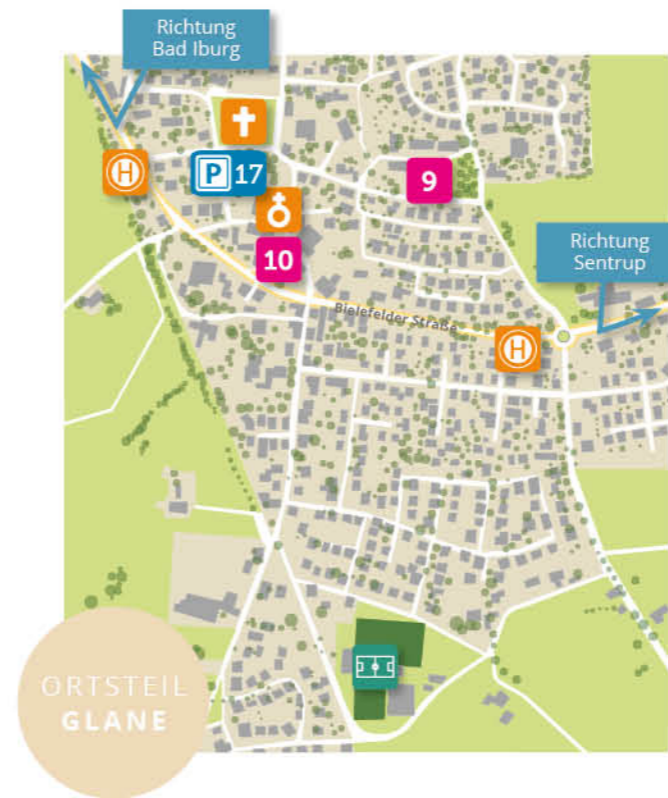 Richtung
Bad Iburg
H
P 17
9
10
Richtung
Sentrup
Bielefelder Straße
H
ORTSTEIL
GLANE